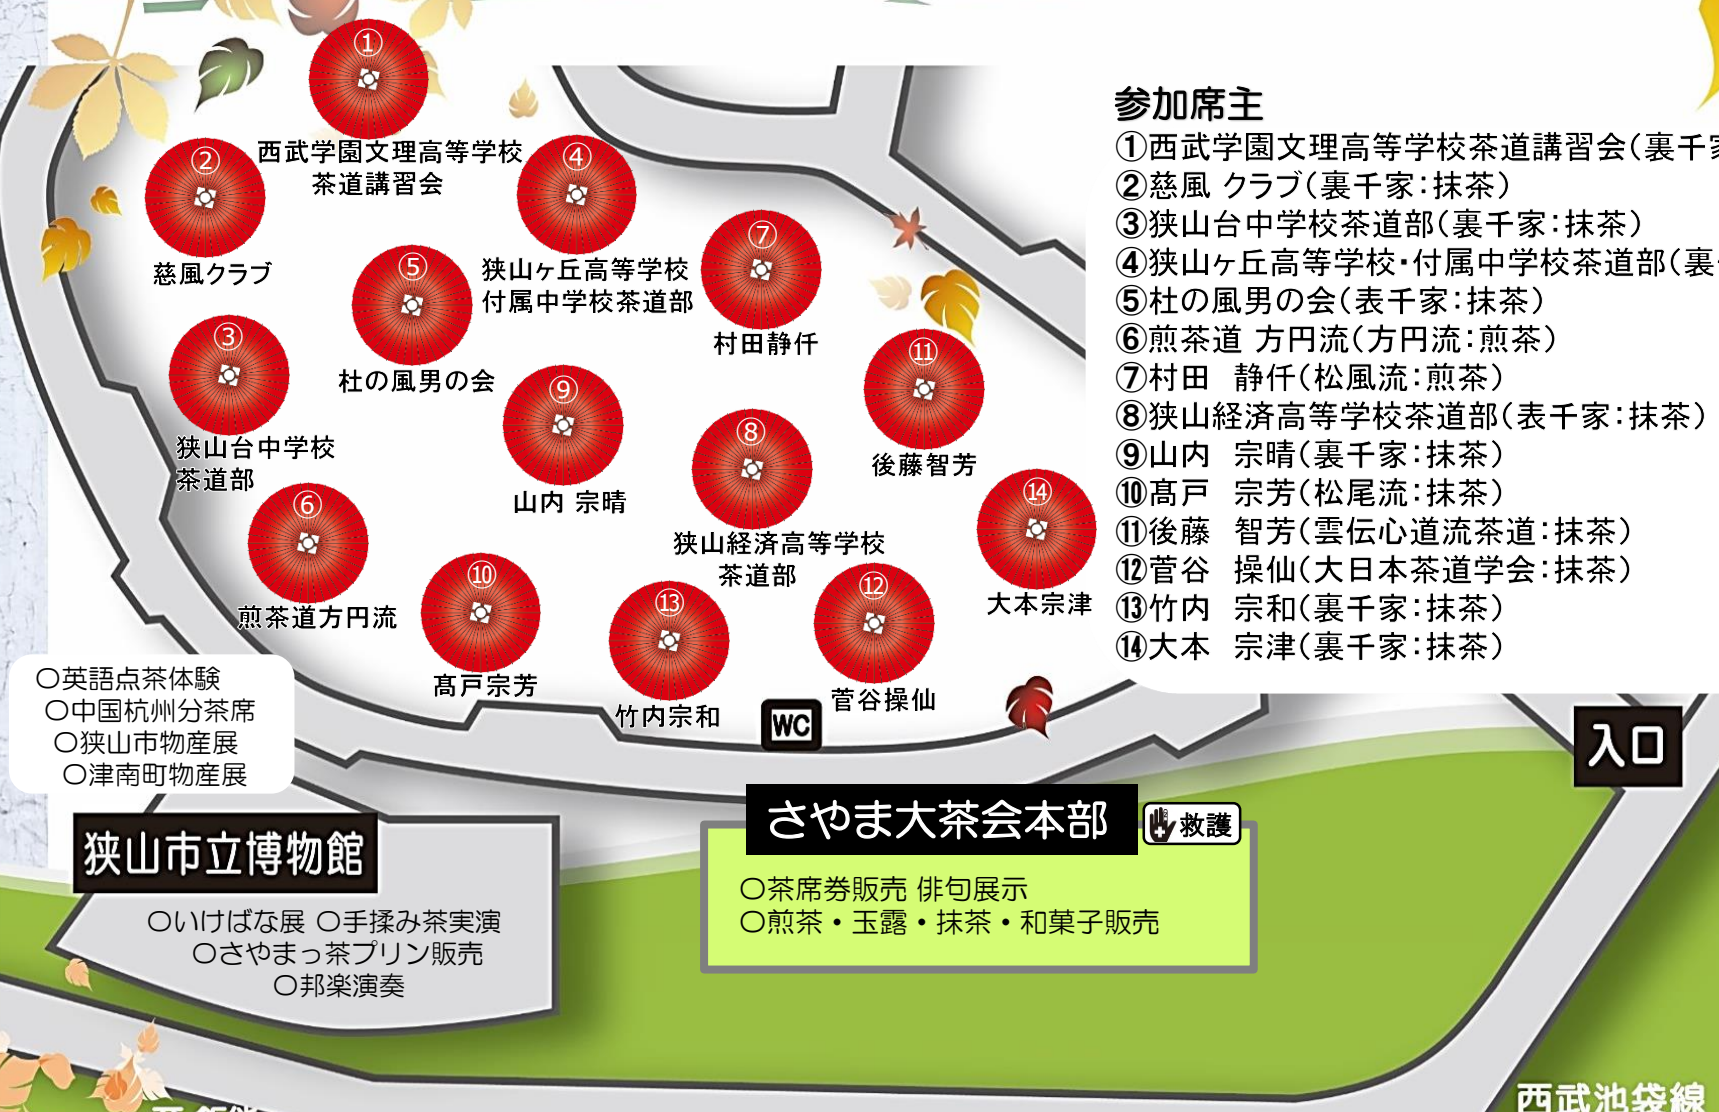 ①
西武学園文理高等学校
茶道講習会
②
慈風クラブ
③
狭山台中学校
茶道部
④
狭山ヶ丘高等学校
付属中学校茶道部
⑤
杜の風男の会
⑥
煎茶道方円流
⑦
村田静仟
⑧
狭山経済高等学校
茶道部
⑨
山内 宗晴
⑩
髙戸宗芳
⑪
後藤智芳
⑫
菅谷操仙
⑬
竹内宗和
⑭
大本宗津
参加席主
①西武学園文理高等学校茶道講習会(裏千家
②慈風 クラブ(裏千家:抹茶)
③狭山台中学校茶道部(裏千家:抹茶)
④狭山ヶ丘高等学校・付属中学校茶道部(裏
⑤杜の風男の会(表千家:抹茶)
⑥煎茶道 方円流(方円流:煎茶)
⑦村田 静仟(松風流:煎茶)
⑧狭山経済高等学校茶道部(表千家:抹茶)
⑨山内 宗晴(裏千家:抹茶)
⑩髙戸 宗芳(松尾流:抹茶)
⑪後藤 智芳(雲伝心道流茶道:抹茶)
⑫菅谷 操仙(大日本茶道学会:抹茶)
⑬竹内 宗和(裏千家:抹茶)
⑭大本 宗津(裏千家:抹茶)
WC
入口
〇英語点茶体験
〇中国杭州分茶席
〇狭山市物産展
〇津南町物産展
狭山市立博物館
〇いけばな展 〇手揉み茶実演
〇さやまっ茶プリン販売
〇邦楽演奏
さやま大茶会本部
救護
〇茶席券販売 俳句展示
〇煎茶・玉露・抹茶・和菓子販売
西武池袋線